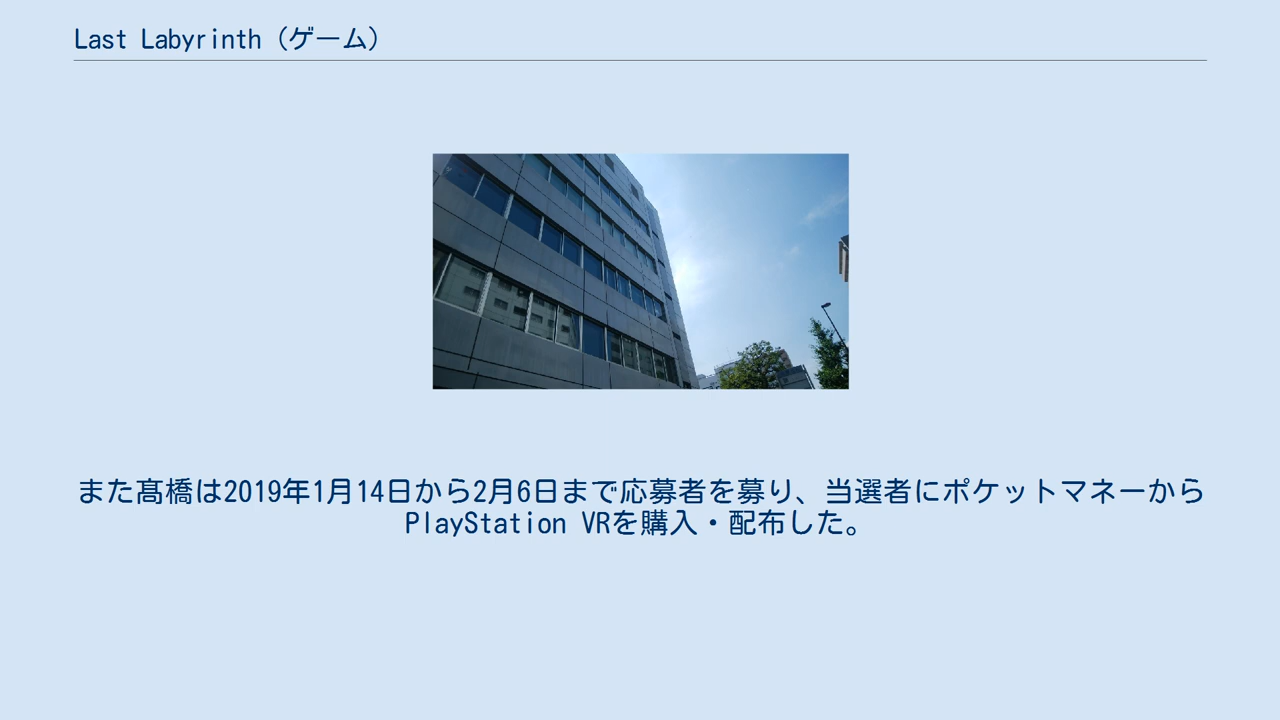 Last Labyrinth（ゲーム）
また髙橋は2019年1月14日から2月6日まで応募者を募り、当選者にポケットマネーから
PlayStation VRを購入・配布した。